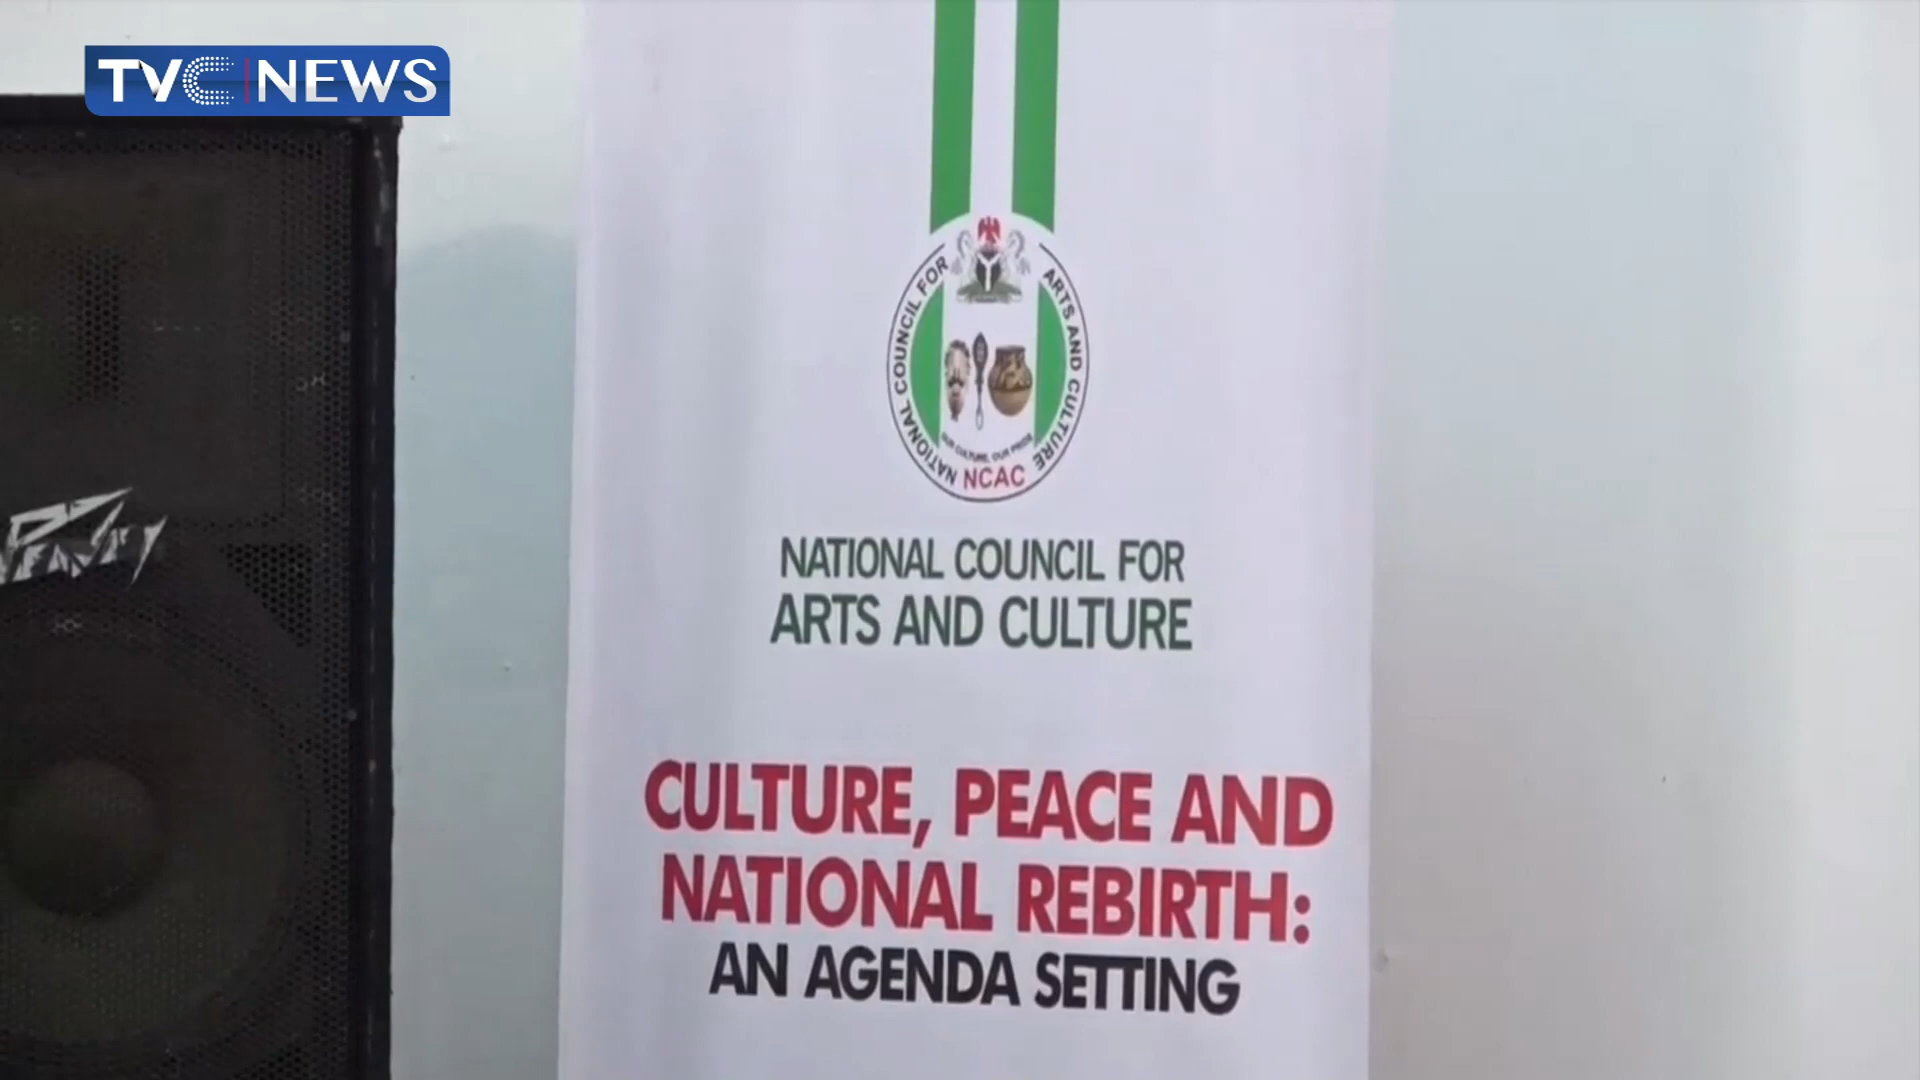 TVC NEWS
NATIONAL COUNCIL FOR ARTS AND CULTURE
OUR CULTURE, OUR PRIDE
NCAC
NATIONAL COUNCIL FOR
ARTS AND CULTURE
CULTURE, PEACE AND
NATIONAL REBIRTH:
AN AGENDA SETTING
PEAVEY